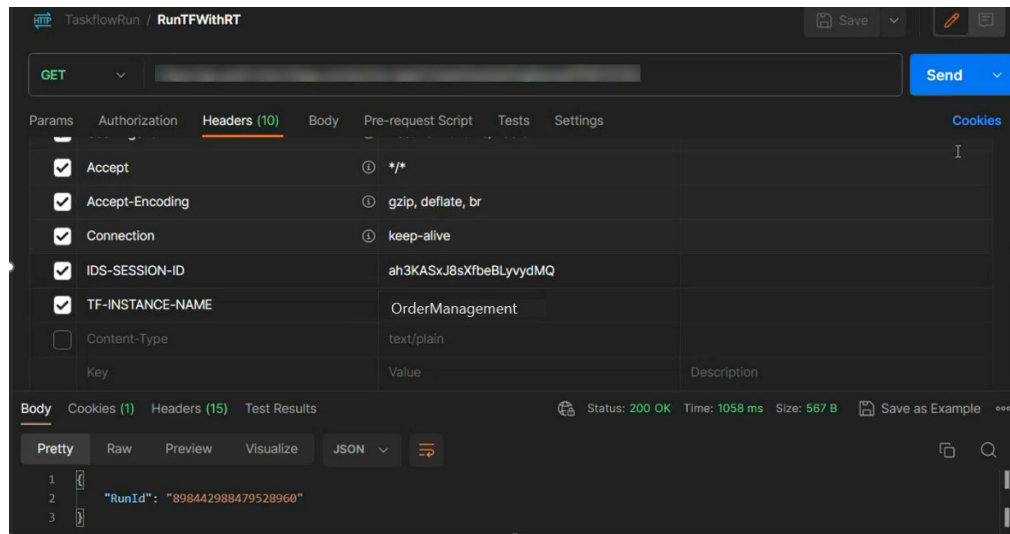 HTTP TaskflowRun / RunTFWithRT Save
GET Send
Params Authorization Headers (10) Body Pre-request Script Tests Settings Cookies
Accept */*
Accept-Encoding gzip, deflate, br
Connection keep-alive
IDS-SESSION-ID ah3KASxJ8sXfbeBLyvydMQ
TF-INSTANCE-NAME OrderManagement
Content-Type text/plain
Key Value Description
Body Cookies (1) Headers (15) Test Results Status: 200 OK Time: 1058 ms Size: 567 B Save as Example
Pretty Raw Preview Visualize JSON
1 {
2 "RunId": "898442988479528960"
3 }